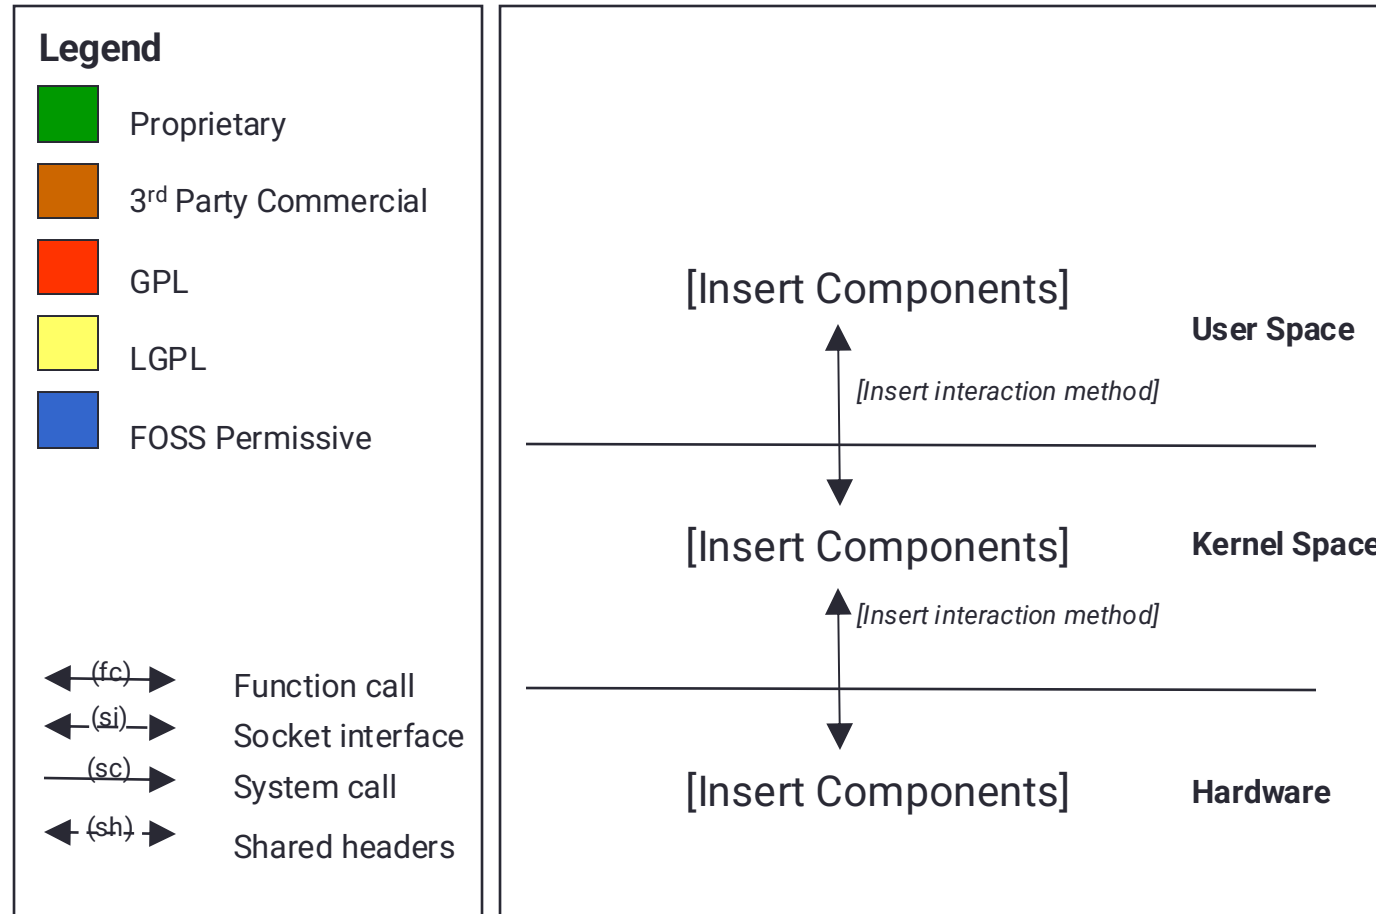 Legend
Proprietary
3rd Party Commercial
GPL
LGPL
FOSS Permissive
(fc) Function call
(si) Socket interface
(sc) System call
(sh) Shared headers
[Insert Components]
User Space
[Insert interaction method]
[Insert Components]
Kernel Space
[Insert interaction method]
[Insert Components]
Hardware